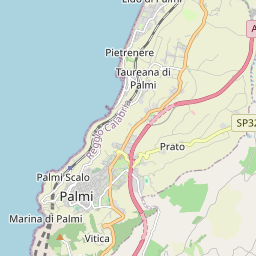 Lido di Palmi
Pietrenere
Taureana di
Palmi
A
Reggio
Calabria
SP32
Prato
Palmi Scalo
Palmi
Marina di Palmi
Vitica